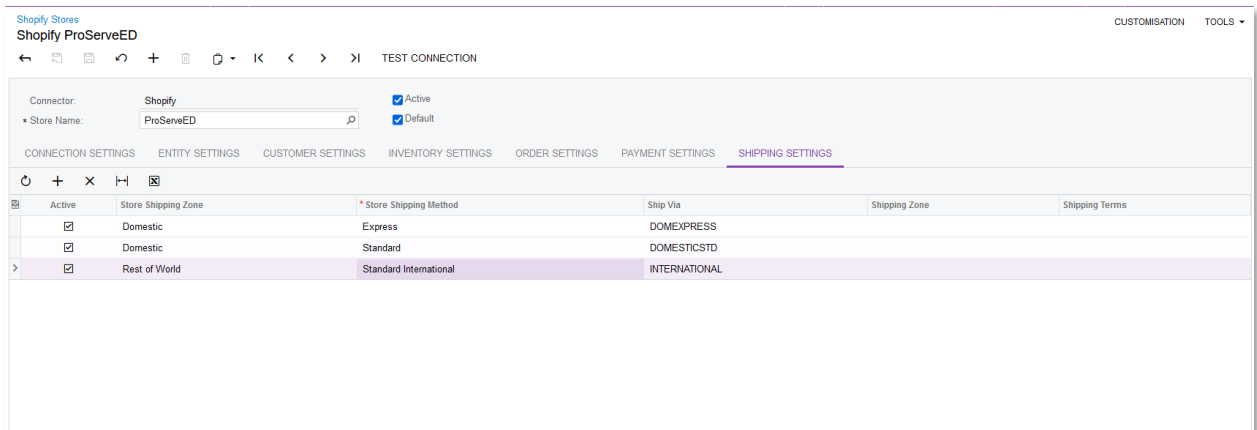 Shopify Stores
Shopify ProServeED
CUSTOMISATION TOOLS
TEST CONNECTION
Connector: Shopify Active
* Store Name: ProServeED Default
CONNECTION SETTINGS ENTITY SETTINGS CUSTOMER SETTINGS INVENTORY SETTINGS ORDER SETTINGS PAYMENT SETTINGS SHIPPING SETTINGS
Active Store Shipping Zone * Store Shipping Method Ship Via Shipping Zone Shipping Terms
Domestic Express DOMEXPRESS
Domestic Standard DOMESTICSTD
Rest of World Standard International INTERNATIONAL